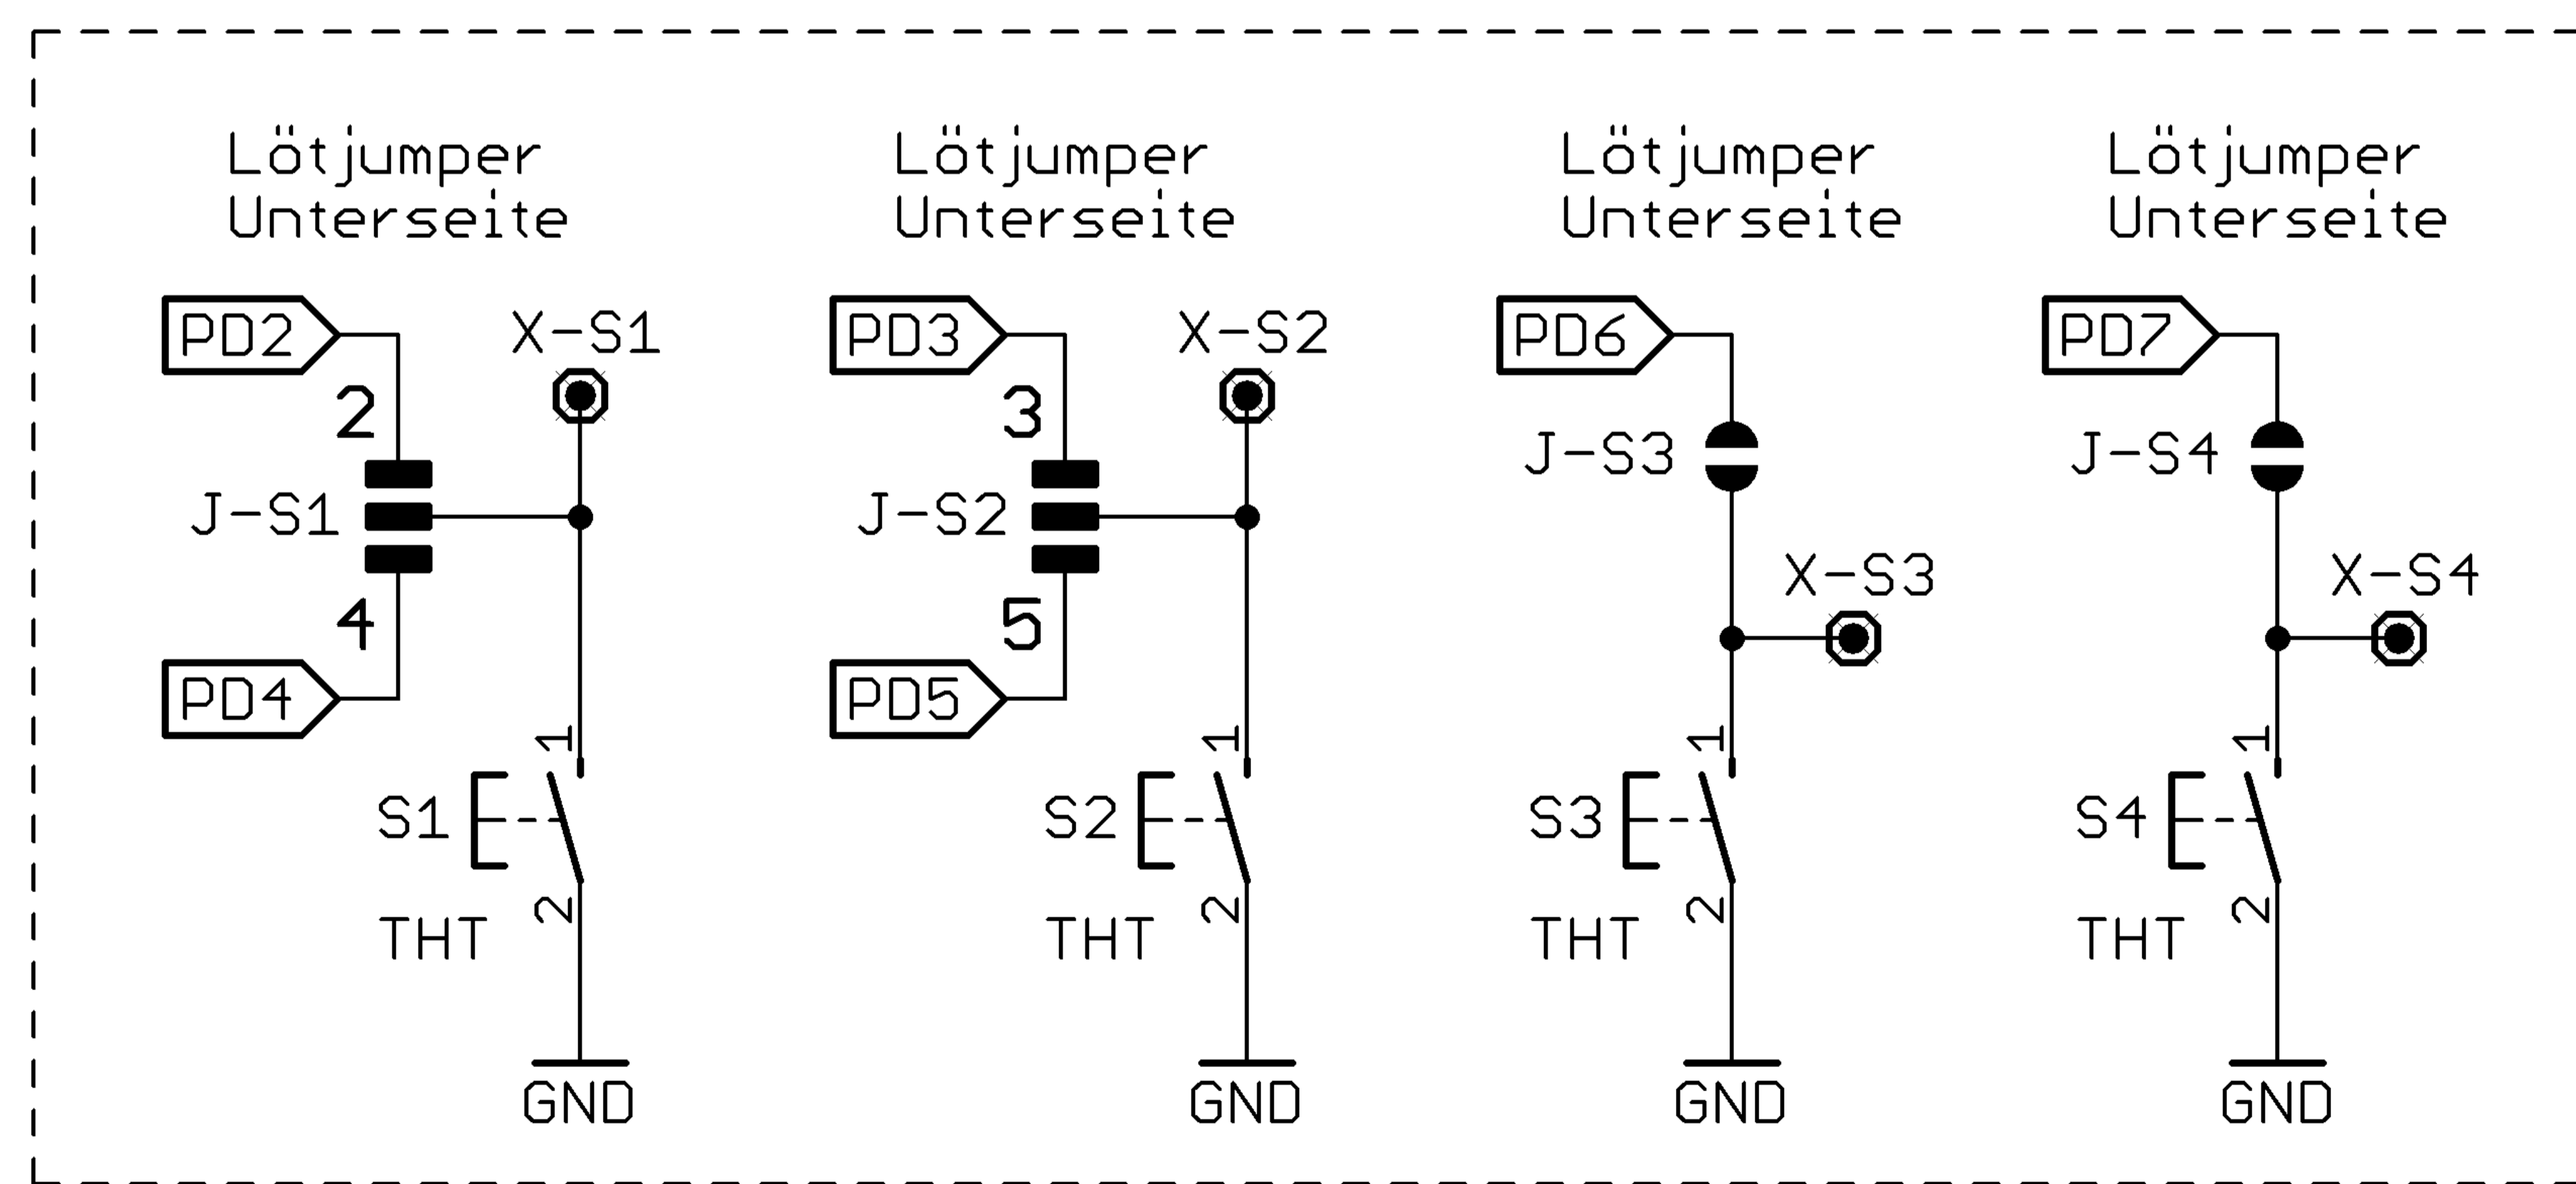 Lötjumper
Unterseite
PD2
X-S1
2
J-S1
4
PD4
1
S1
2
THT
GND
Lötjumper
Unterseite
PD3
X-S2
3
J-S2
5
PD5
1
S2
2
THT
GND
Lötjumper
Unterseite
PD6
J-S3
X-S3
1
S3
2
THT
GND
Lötjumper
Unterseite
PD7
J-S4
X-S4
1
S4
2
THT
GND